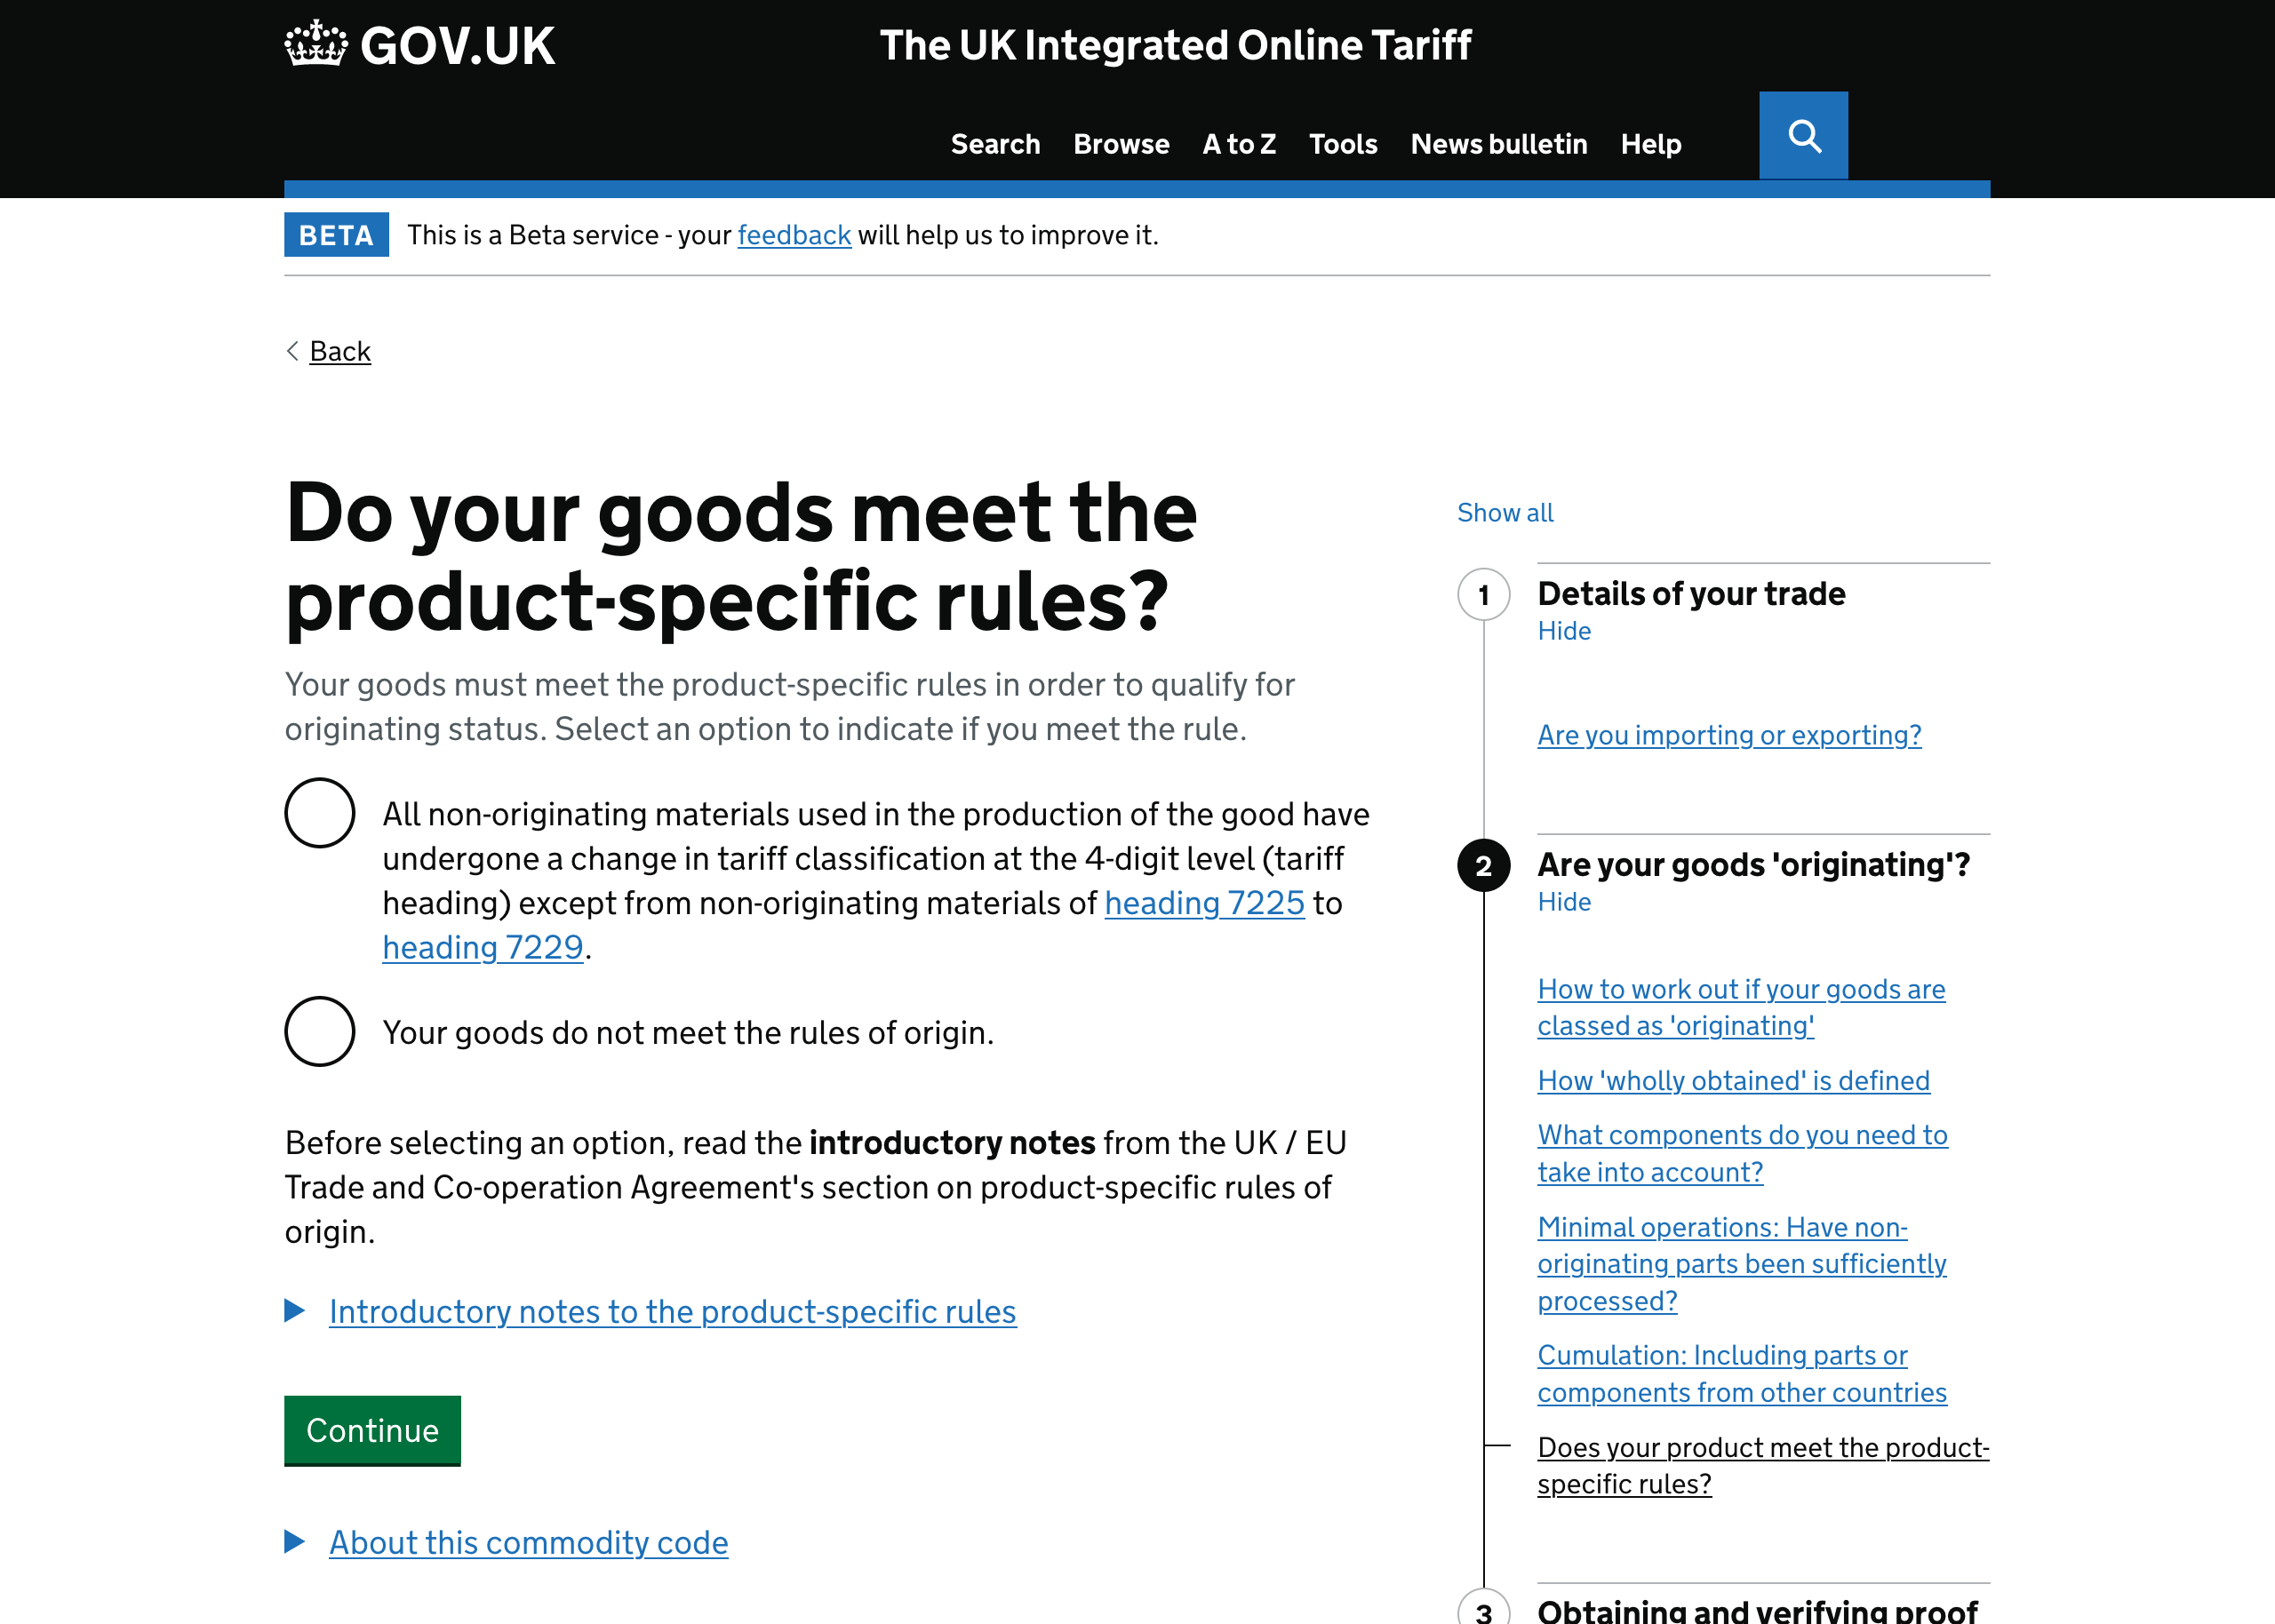 GOV.UK
The UK Integrated Online Tariff
Search Browse A to Z Tools News bulletin Help
BETA This is a Beta service - your feedback will help us to improve it.
Back
Do your goods meet the
product-specific rules?
Your goods must meet the product-specific rules in order to qualify for
originating status. Select an option to indicate if you meet the rule.
All non-originating materials used in the production of the good have
undergone a change in tariff classification at the 4-digit level (tariff
heading) except from non-originating materials of heading 7225 to
heading 7229.
Your goods do not meet the rules of origin.
Before selecting an option, read the introductory notes from the UK / EU
Trade and Co-operation Agreement's section on product-specific rules of
origin.
Introductory notes to the product-specific rules
Continue
About this commodity code
Show all
1 Details of your trade
Hide
Are you importing or exporting?
2 Are your goods 'originating'?
Hide
How to work out if your goods are
classed as 'originating'
How 'wholly obtained' is defined
What components do you need to
take into account?
Minimal operations: Have non-
originating parts been sufficiently
processed?
Cumulation: Including parts or
components from other countries
Does your product meet the product-
specific rules?
3 Obtaining and verifying proof